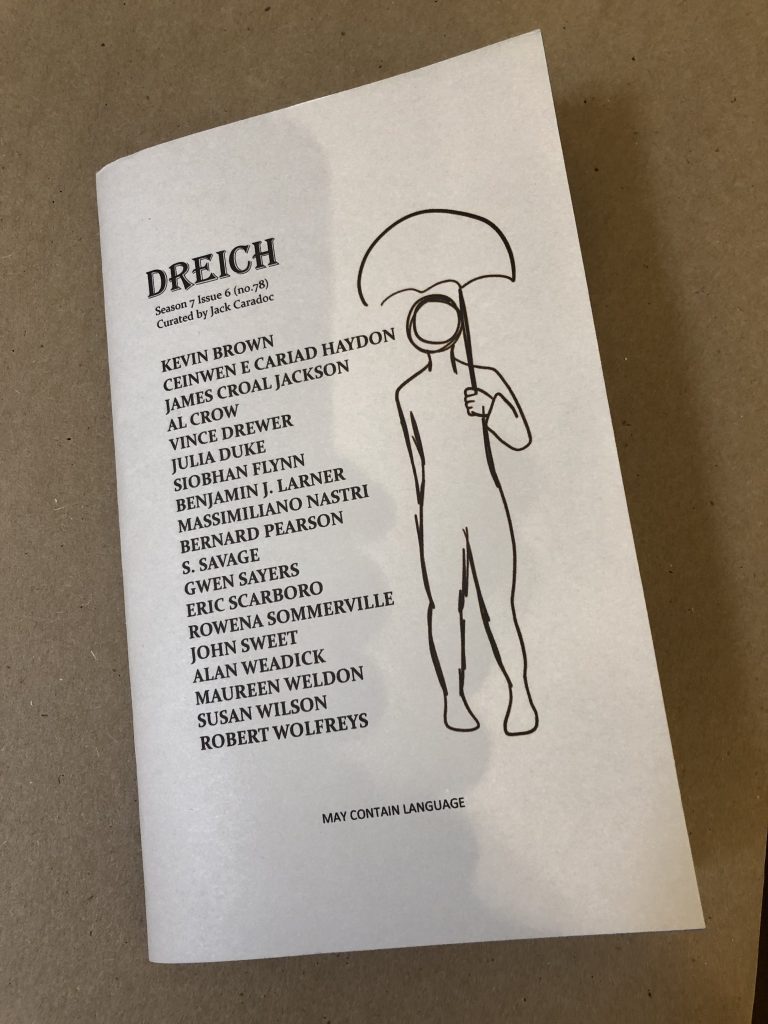 DREICH
Season 7 Issue 6 (no.78)
Curated by Jack Caradoc
KEVIN BROWN
CEINWEN E CARIAD HAYDON
JAMES CROAL JACKSON
AL CROW
VINCE DREWER
JULIA DUKE
SIOBHAN FLYNN
BENJAMIN J. LARNER
MASSIMILIANO NASTRI
BERNARD PEARSON
S. SAVAGE
GWEN SAYERS
ERIC SCARBORO
ROWENA SOMMERVILLE
JOHN SWEET
ALAN WEADICK
MAUREEN WELDON
SUSAN WILSON
ROBERT WOLFREYS
MAY CONTAIN LANGUAGE